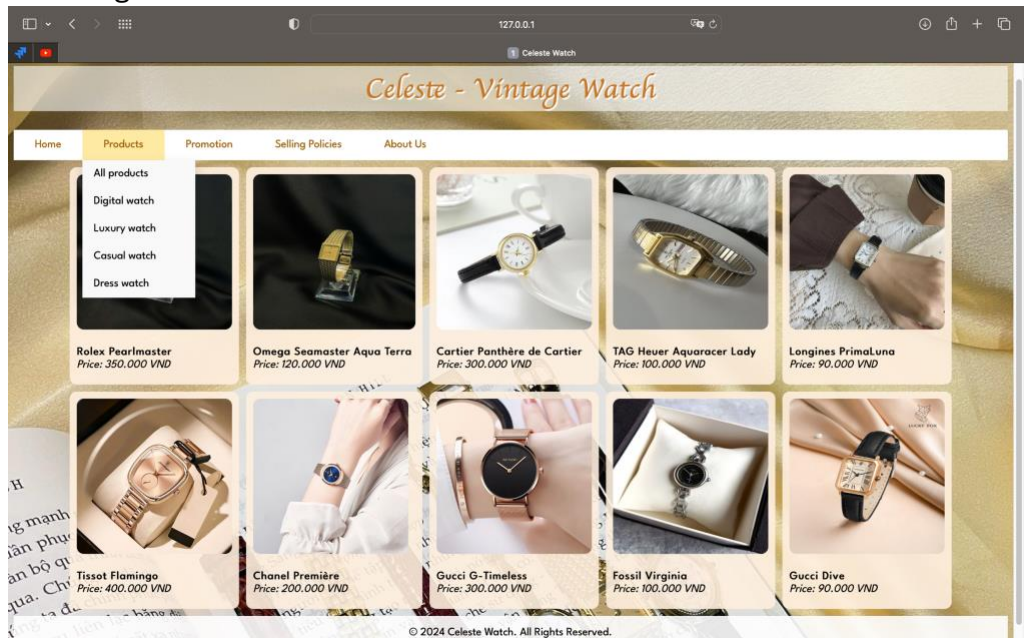 127.0.0.1
1 Celeste Watch
Celeste - Vintage Watch
Home Products Promotion Selling Policies About Us
All products
Digital watch
Luxury watch
Casual watch
Dress watch
Rolex Pearlmaster
Price: 350.000 VND
Omega Seamaster Aqua Terra
Price: 120.000 VND
Cartier Panthère de Cartier
Price: 300.000 VND
TAG Heuer Aquaracer Lady
Price: 100.000 VND
Longines PrimaLuna
Price: 90.000 VND
LUCKY FOX
Tissot Flamingo
Price: 400.000 VND
Chanel Première
Price: 200.000 VND
Gucci G-Timeless
Price: 300.000 VND
Fossil Virginia
Price: 100.000 VND
Gucci Dive
Price: 90.000 VND
H
mạnh
bộ
© 2024 Celeste Watch. All Rights Reserved.